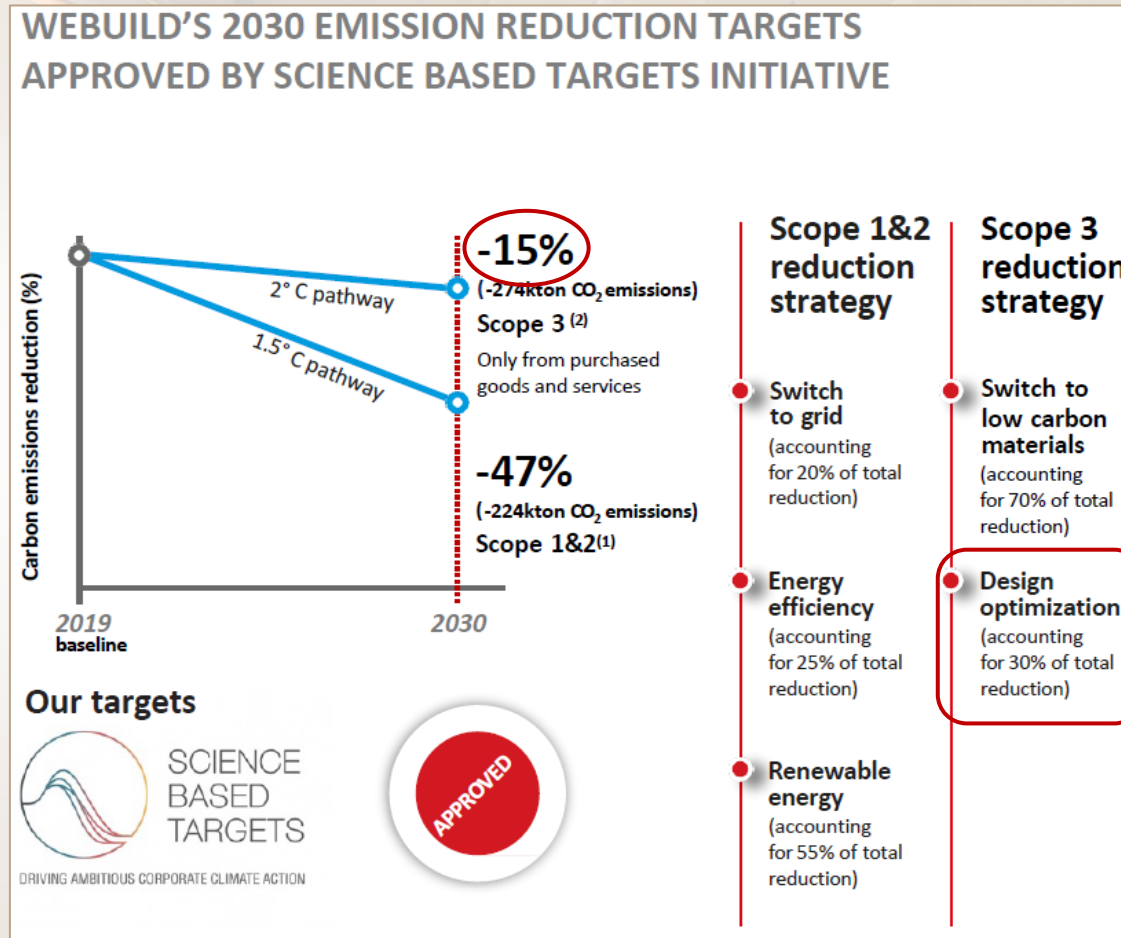 WEBUILD'S 2030 EMISSION REDUCTION TARGETS
APPROVED BY SCIENCE BASED TARGETS INITIATIVE
Carbon emissions reduction (%)
2° C pathway
1.5° C pathway
2019
baseline
2030
-15%
(-274kton CO₂ emissions)
Scope 3 (2)
Only from purchased
goods and services
-47%
(-224kton CO₂ emissions)
Scope 1&2(1)
Scope 1&2
reduction
strategy
Switch
to grid
(accounting
for 20% of total
reduction)
Energy
efficiency
(accounting
for 25% of total
reduction)
Renewable
energy
(accounting
for 55% of total
reduction)
Scope 3
reduction
strategy
Switch to
low carbon
materials
(accounting
for 70% of total
reduction)
Design
optimization
(accounting
for 30% of total
reduction)
Our targets
SCIENCE
BASED
TARGETS
DRIVING AMBITIOUS CORPORATE CLIMATE ACTION
APPROVED